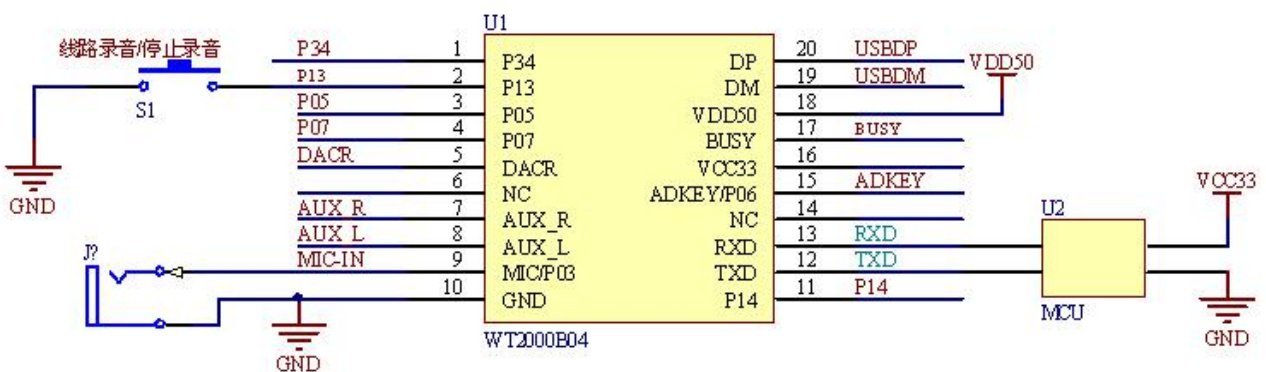 U1
线路录音/停止录音
P34 1 P34 DP 20 USBDP VDD50
P13 2 P13 DM 19 USBDM
S1
P05 3 P05 VDD50 18
P07 4 P07 BUSY 17 BUSY
DACR 5 DACR VCC33 16
6 NC ADKEY/P06 15 ADKEY VCC33
GND
AUX R 7 AUX_R NC 14 U2
AUX L 8 AUX_L RXD 13 RXD
J?
MIC-IN 9 MIC/P03 TXD 12 TXD
10 GND P14 11 P14
MCU
WT2000B04
GND
GND